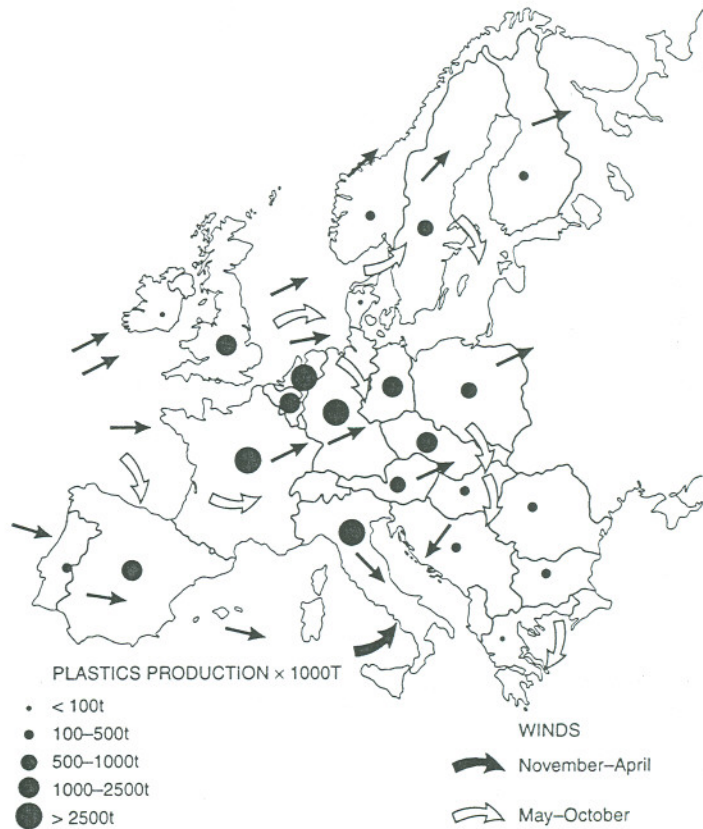 PLASTICS PRODUCTION × 1000T
< 100t
100–500t
500–1000t
1000–2500t
> 2500t
WINDS
November–April
May–October